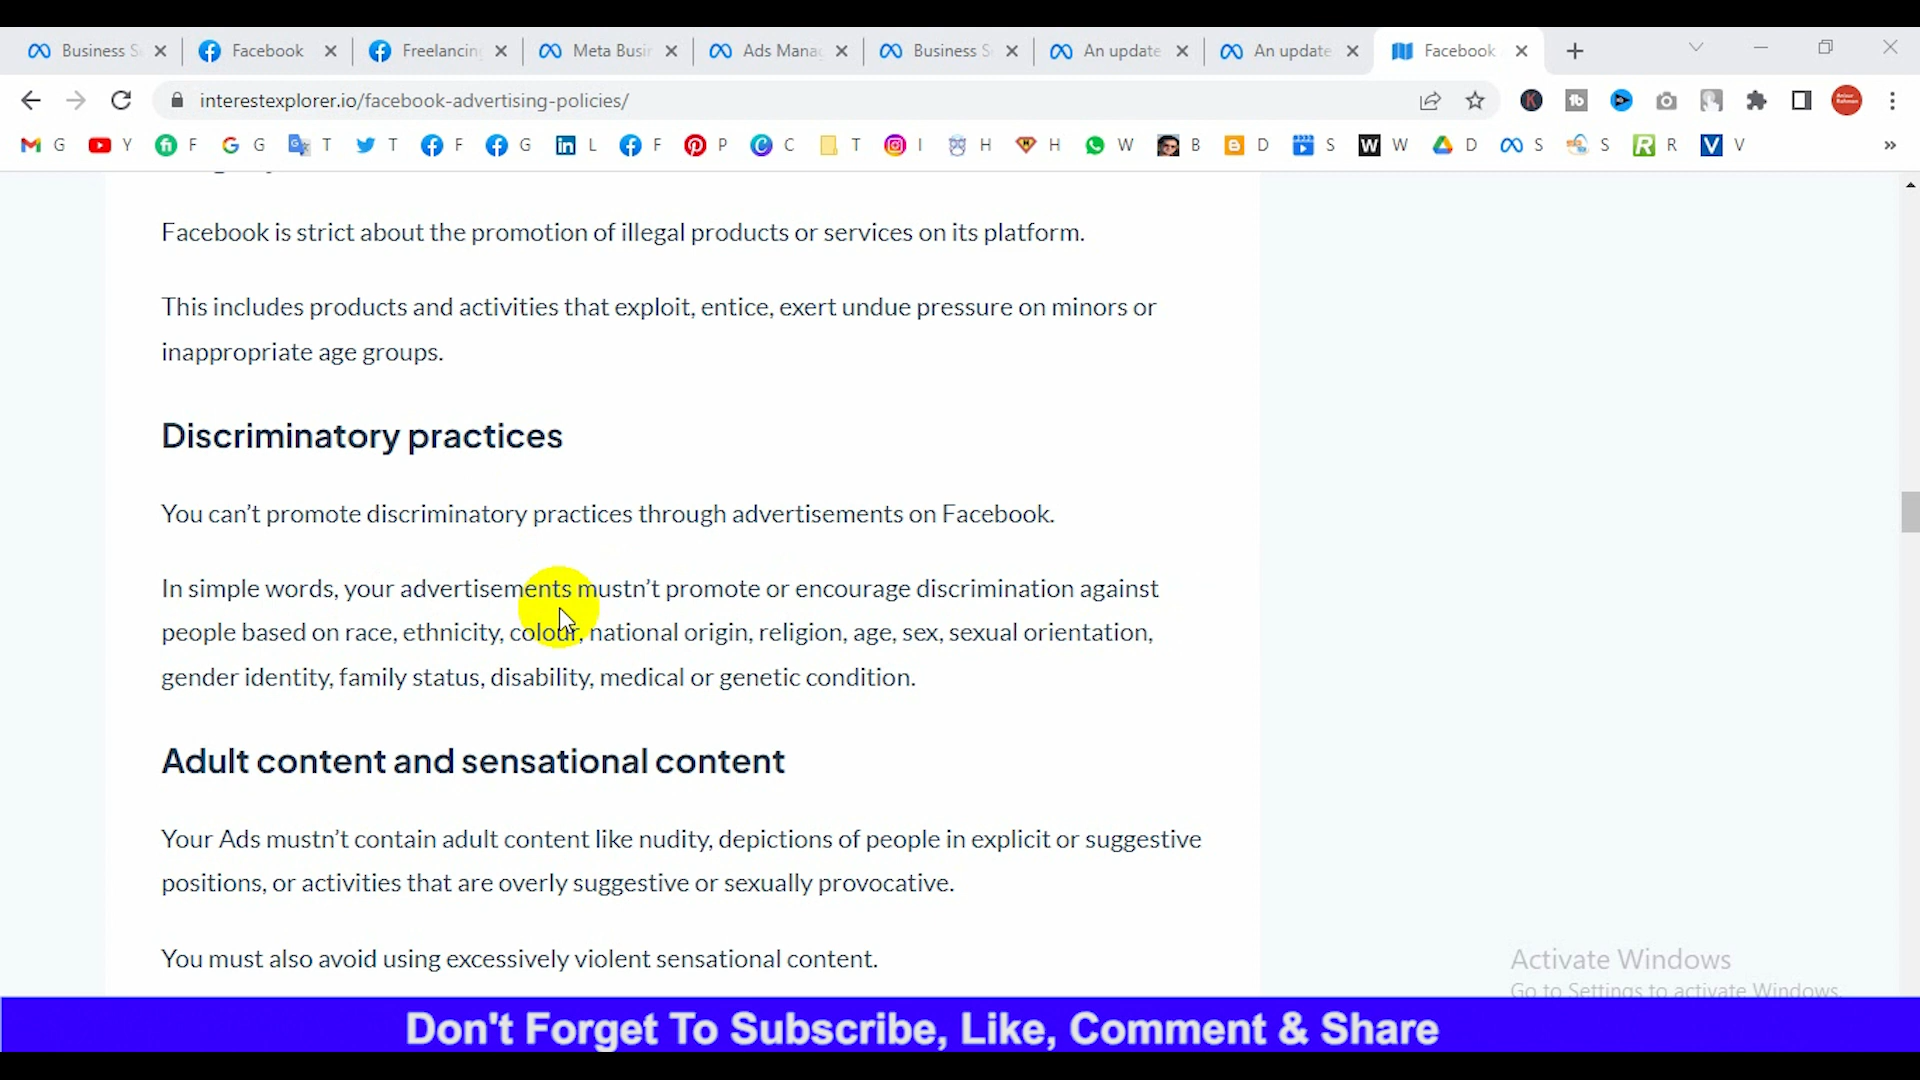 Business S
Facebook
Freelancing
Meta Busin
Ads Mana
Business S
An update
An update
Facebook
interestexplorer.io/facebook-advertising-policies/
G Y F G T T F G L F P C T I H H W B D S W D S S R V
Facebook is strict about the promotion of illegal products or services on its platform.
This includes products and activities that exploit, entice, exert undue pressure on minors or
inappropriate age groups.
Discriminatory practices
You can’t promote discriminatory practices through advertisements on Facebook.
In simple words, your advertisements mustn’t promote or encourage discrimination against
people based on race, ethnicity, colour, national origin, religion, age, sex, sexual orientation,
gender identity, family status, disability, medical or genetic condition.
Adult content and sensational content
Your Ads mustn’t contain adult content like nudity, depictions of people in explicit or suggestive
positions, or activities that are overly suggestive or sexually provocative.
You must also avoid using excessively violent sensational content.
Activate Windows
Go to Settings to activate Windows.
Don't Forget To Subscribe, Like, Comment & Share